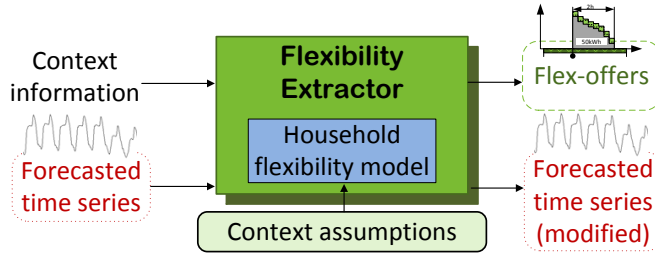 Context
information
Forecasted
time series
Flexibility
Extractor
Household
flexibility model
Context assumptions
2h
50kWh
Flex-offers
Forecasted
time series
(modified)